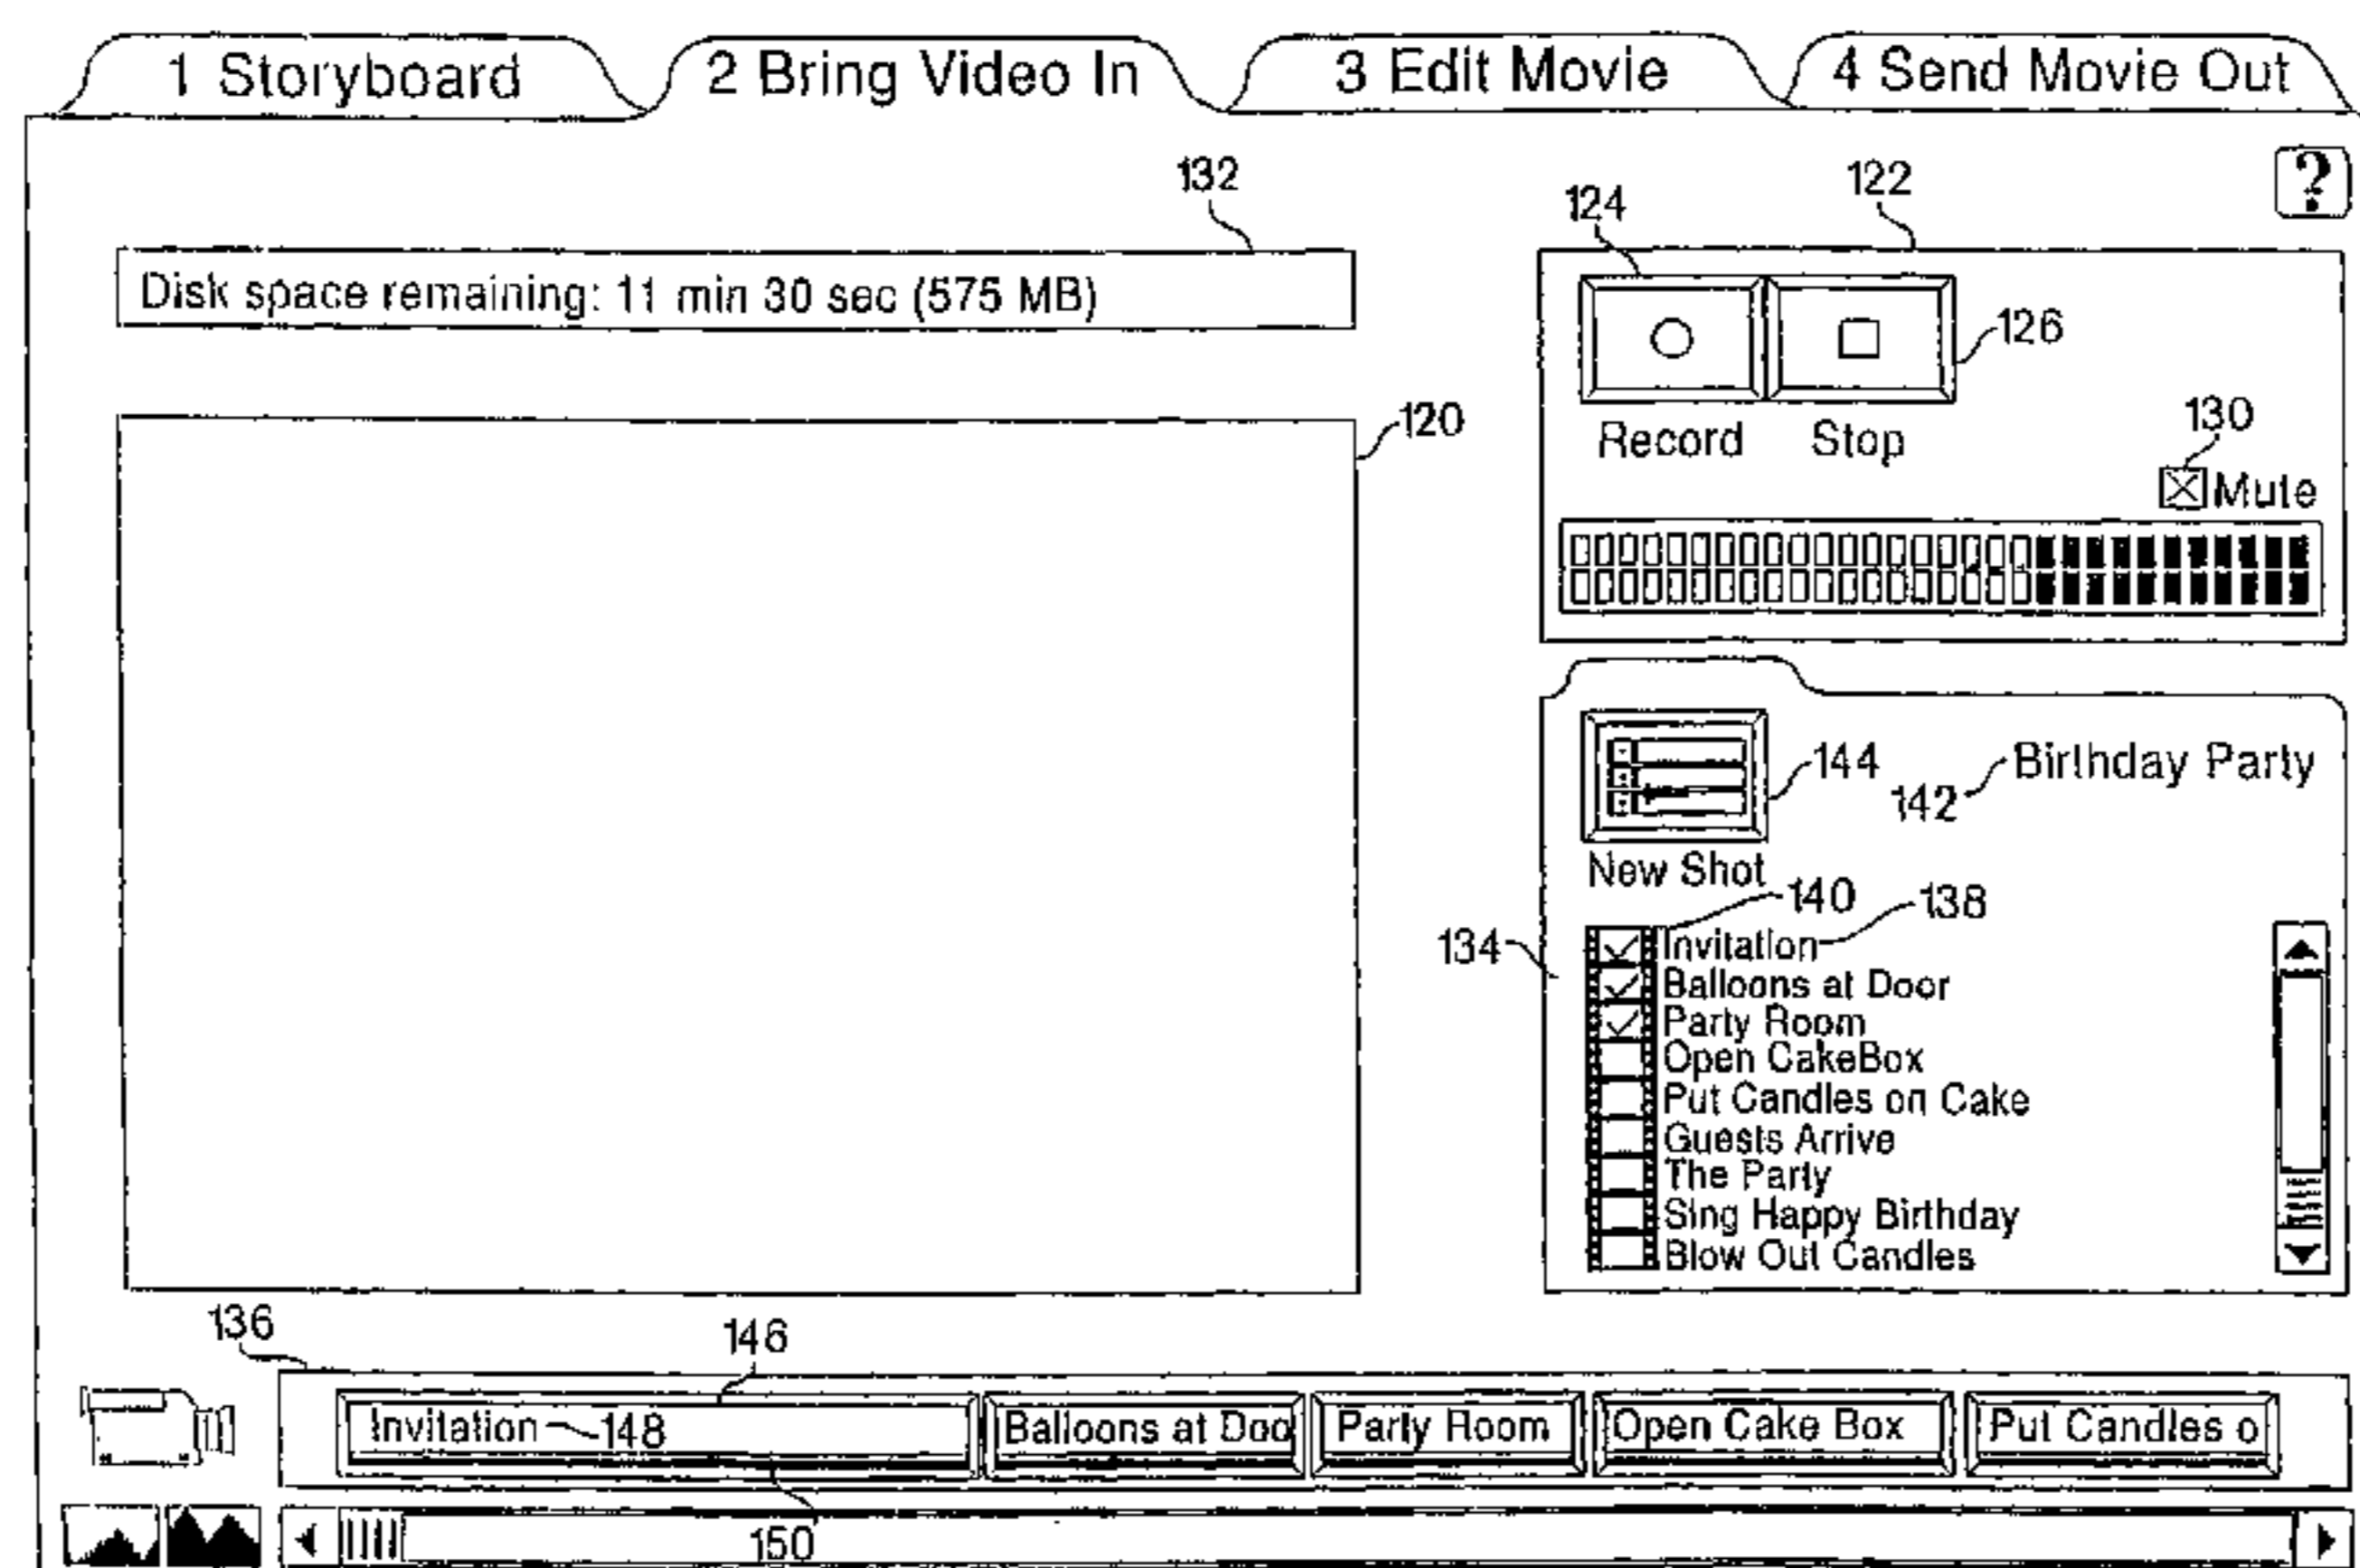 1 Storyboard
2 Bring Video In
3 Edit Movie
4 Send Movie Out
?
132
Disk space remaining: 11 min 30 sec (575 MB)
120
124
122
126
Record
Stop
130
Mute
144
142
Birthday Party
New Shot
140
138
134
Invitation
Balloons at Door
Party Room
Open CakeBox
Put Candles on Cake
Guests Arrive
The Party
Sing Happy Birthday
Blow Out Candles
136
146
Invitation
148
Balloons at Doo
Party Room
Open Cake Box
Put Candles o
150